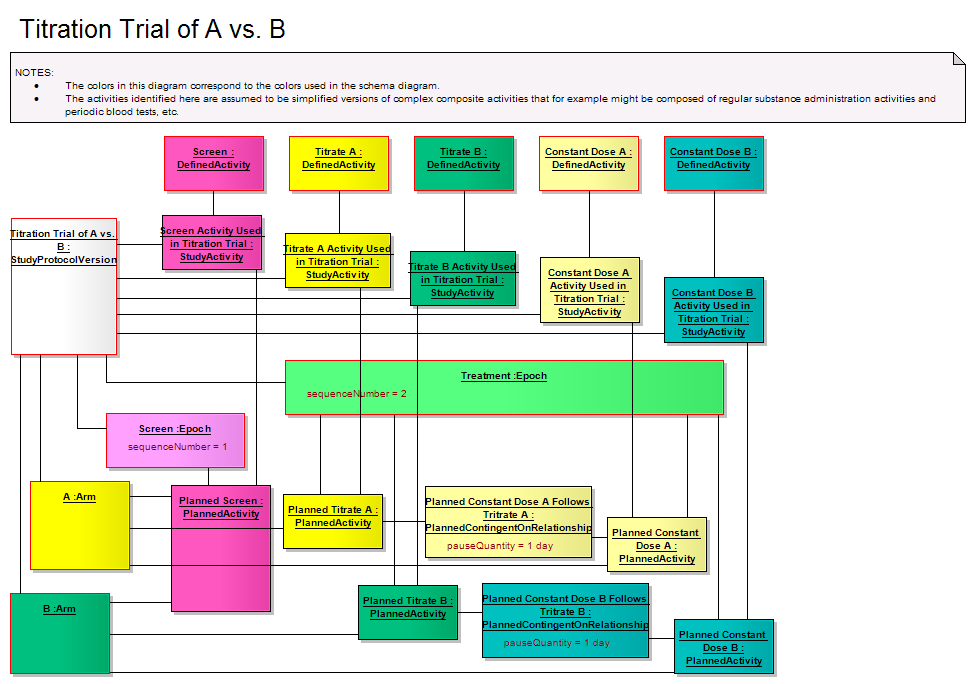 Titration Trial of A vs. B
NOTES:
• The colors in this diagram correspond to the colors used in the schema diagram.
• The activities identified here are assumed to be simplified versions of complex composite activities that for example might be composed of regular substance administration activities and
periodic blood tests, etc.
Screen :
DefinedActivity
Titrate A :
DefinedActivity
Titrate B :
DefinedActivity
Constant Dose A :
DefinedActivity
Constant Dose B :
DefinedActivity
Titration Trial of A vs.
B :
StudyProtocolVersion
Screen Activity Used
in Titration Trial :
StudyActivity
Titrate A Activity Used
in Titration Trial :
StudyActivity
Titrate B Activity Used
in Titration Trial :
StudyActivity
Constant Dose A
Activity Used in
Titration Trial :
StudyActivity
Constant Dose B
Activity Used in
Titration Trial :
StudyActivity
Treatment :Epoch
sequenceNumber = 2
Screen :Epoch
sequenceNumber = 1
A :Arm
Planned Screen :
PlannedActivity
Planned Titrate A :
PlannedActivity
Planned Constant Dose A Follows
Tritrate A :
PlannedContingentOnRelationship
pauseQuantity = 1 day
Planned Constant
Dose A :
PlannedActivity
B :Arm
Planned Titrate B :
PlannedActivity
Planned Constant Dose B Follows
Tritrate B :
PlannedContingentOnRelationship
pauseQuantity = 1 day
Planned Constant
Dose B :
PlannedActivity